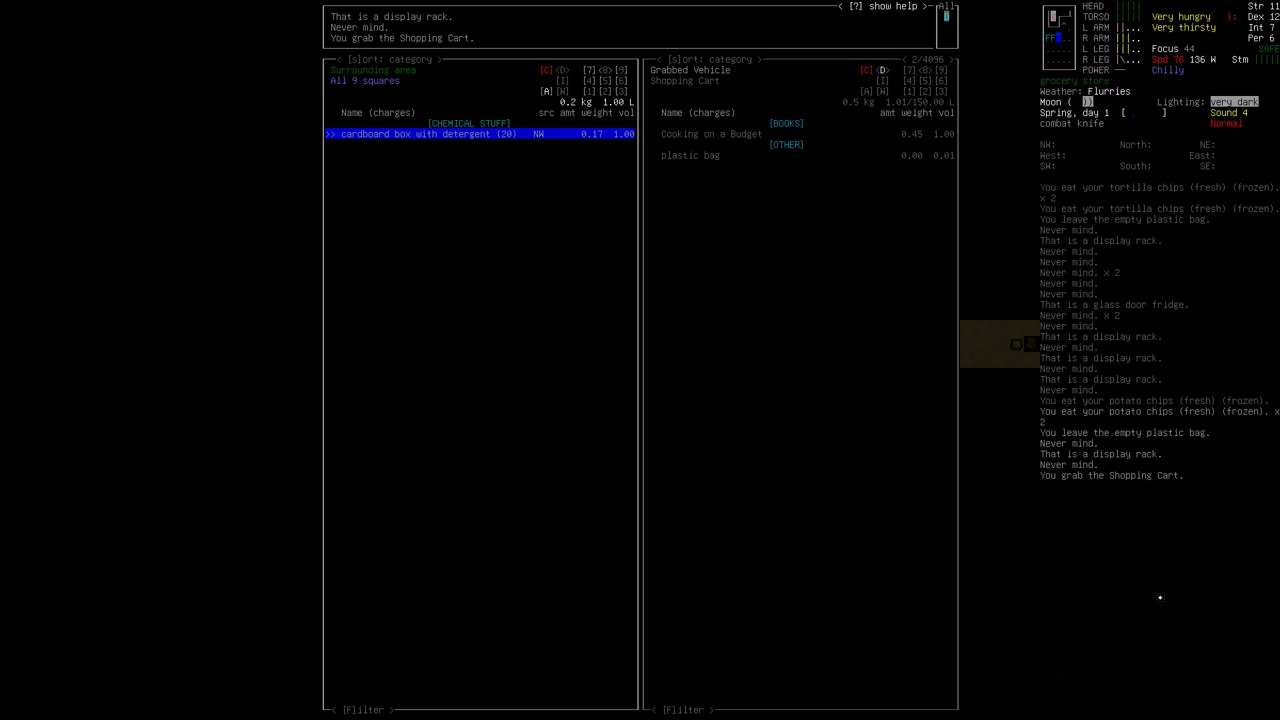 That is a display rack.
Never mind.
You grab the Shopping Cart.
< [?] show help > All
< [s]ort: category >
Surrounding area [C]<D> [7]<8>[9]
All 9 squares [I] [4][5][6]
[A][W] [1][2][3]
0.2 kg 1.00 L
Name (charges) src amt weight vol
[CHEMICAL STUFF]
>> cardboard box with detergent (20) NW 0.17 1.00
< [F]ilter >
< [s]ort: category > < 2/4096 >
Grabbed Vehicle [C]<D> [7]<8>[9]
Shopping Cart [I] [4][5][6]
[A][W] [1][2][3]
0.5 kg 1.01/150.00 L
Name (charges) amt weight vol
[BOOKS]
Cooking on a Budget 0.45 1.00
[OTHER]
plastic bag 0.00 0.01
< [F]ilter >
HEAD Str 11
TORSO Very hungry ): Dex 12
L ARM Very thirsty Int 7
R ARM Per 6
L LEG Focus 44 SAFE
R LEG Spd 78 136 W Stm
POWER — Chilly
grocery store
Weather: Flurries
Moon ( )) Lighting: very dark
Spring, day 1 [ ] Sound 4
combat knife Normal
NW: North: NE:
West: East:
SW: South: SE:
You eat your tortilla chips (fresh) (frozen).
x 2
You eat your tortilla chips (fresh) (frozen).
You leave the empty plastic bag.
Never mind.
That is a display rack.
Never mind.
Never mind.
Never mind. x 2
Never mind.
Never mind.
That is a glass door fridge.
Never mind. x 2
Never mind.
That is a display rack.
Never mind.
That is a display rack.
Never mind.
That is a display rack.
Never mind.
You eat your potato chips (fresh) (frozen).
You eat your potato chips (fresh) (frozen). x
2
You leave the empty plastic bag.
Never mind.
That is a display rack.
Never mind.
You grab the Shopping Cart.